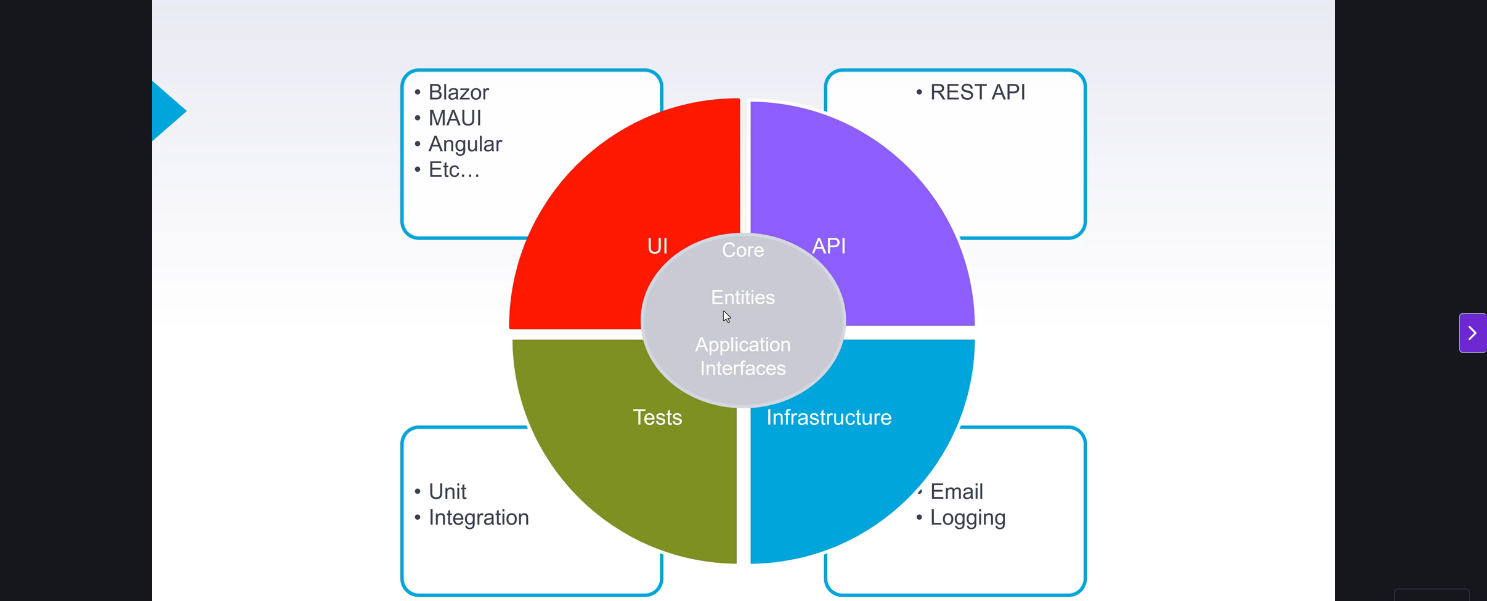 • Blazor
• MAUI
• Angular
• Etc…
• REST API
UI
API
Core
Entities
Application
Interfaces
Tests
Infrastructure
• Unit
• Integration
• Email
• Logging